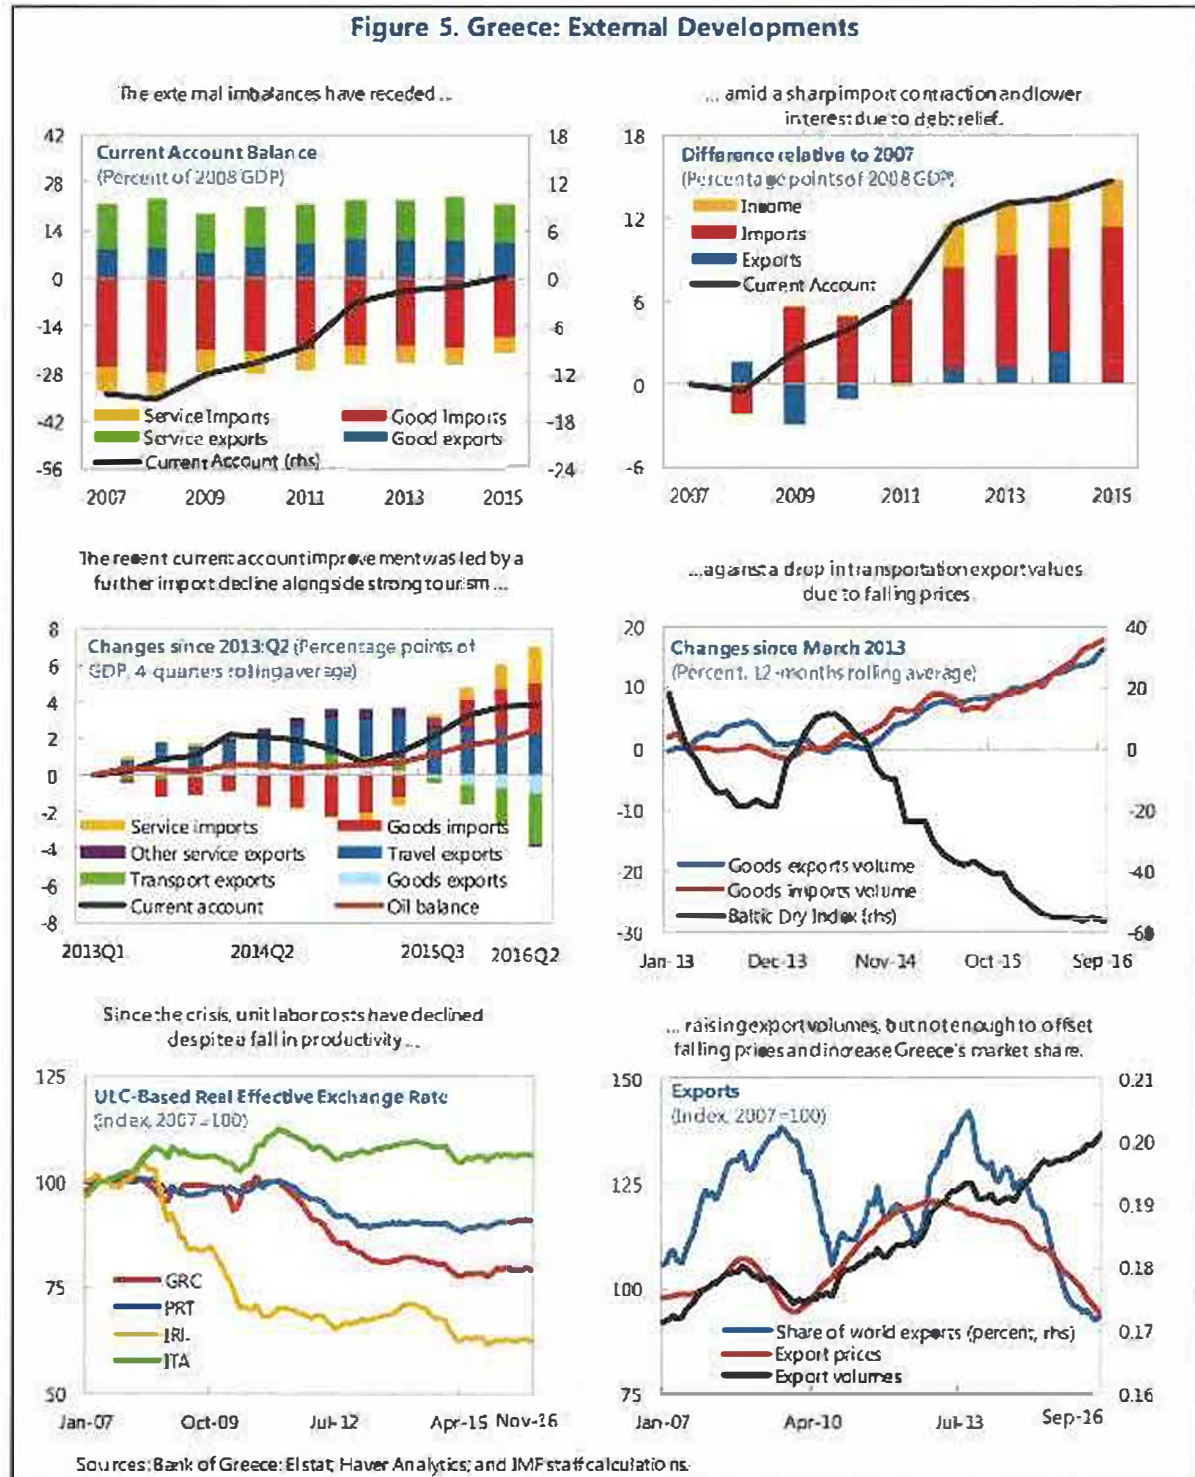 Figure 5. Greece: External Developments
The external imbalances have receded ...
42
28
14
0
-14
-28
-42
-56
18
12
6
0
-6
-12
-18
-24
Current Account Balance
(Percent of 2008 GDP)
Service Imports
Good Imports
Service exports
Good exports
Current Account (rhs)
2007
2009
2011
2013
2015
... amid a sharp import contraction and lower
interest due to debt relief.
18
12
6
0
-6
Difference relative to 2007
(Percentage points of 2008 GDP)
Income
Imports
Exports
Current Account
2007
2009
2011
2013
2015
The recent current account improvement was led by a
further import decline alongside strong tourism ...
8
6
4
2
0
-2
-4
-6
-8
Changes since 2013:Q2 (Percentage points of
GDP, 4-quarters rolling average)
Service imports
Goods imports
Other service exports
Travel exports
Transport exports
Goods exports
Current account
Oil balance
2013Q1
2014Q2
2015Q3
2016Q2
...against a drop in transportation export values
due to falling prices.
20
10
0
-10
-20
-30
40
20
0
-20
-40
-60
Changes since March 2013
(Percent, 12-months rolling average)
Goods exports volume
Goods imports volume
Baltic Dry Index (rhs)
Jan-13
Dec-13
Nov-14
Oct-15
Sep-16
Since the crisis, unit labor costs have declined
despite a fall in productivity...
125
100
75
50
ULC-Based Real Effective Exchange Rate
(Index, 2007=100)
GRC
PRT
IRL
ITA
Jan-07
Oct-09
Jul-12
Apr-15
Nov-16
... raising export volumes, but not enough to offset
falling prices and increase Greece's market share.
150
125
100
75
0.21
0.20
0.19
0.18
0.17
0.16
Exports
(Index, 2007=100)
Share of world exports (percent, rhs)
Export prices
Export volumes
Jan-07
Apr-10
Jul-13
Sep-16
Sources: Bank of Greece; Elstat; Haver Analytics; and IMF staff calculations.